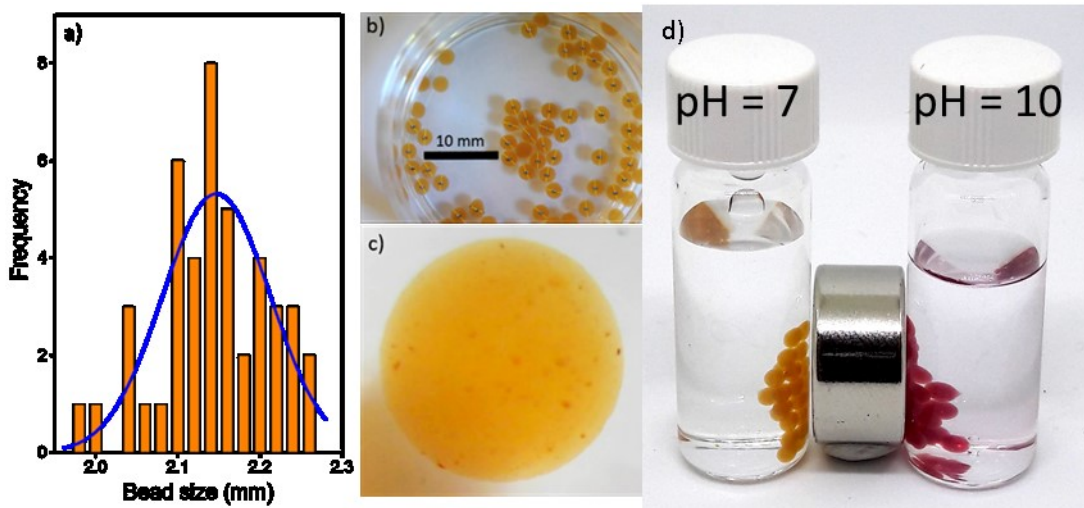 a)
8
6
4
2
0
Frequency
2.0 2.1 2.2 2.3
Bead size (mm)
b)
10 mm
c)
d)
pH = 7
pH = 10